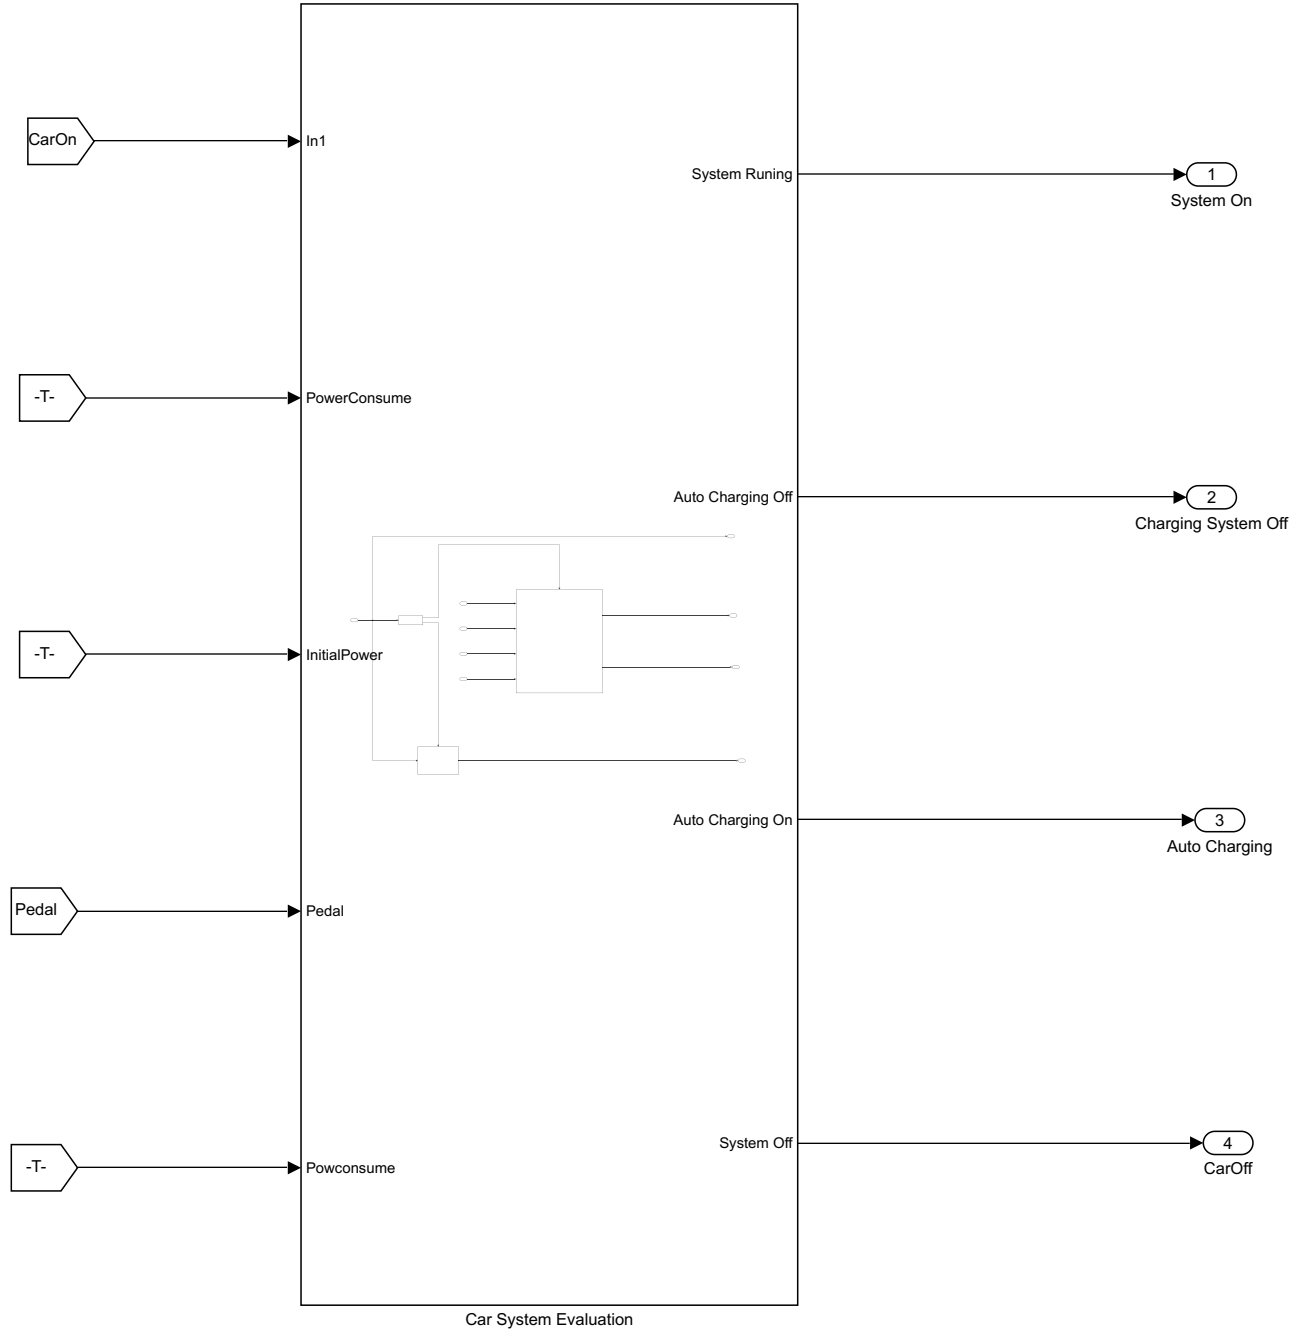 CarOn
In1
System Runing
1
System On
-T-
PowerConsume
Auto Charging Off
2
Charging System Off
-T-
InitialPower
Auto Charging On
3
Auto Charging
Pedal
Pedal
System Off
4
CarOff
-T-
Powconsume
Car System Evaluation